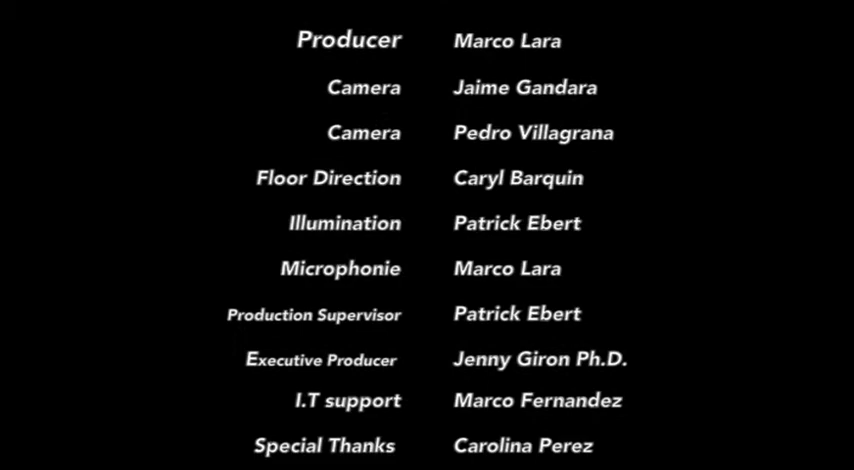 Producer Marco Lara
Camera Jaime Gandara
Camera Pedro Villagrana
Floor Direction Caryl Barquin
Illumination Patrick Ebert
Microphonie Marco Lara
Production Supervisor Patrick Ebert
Executive Producer Jenny Giron Ph.D.
I.T support Marco Fernandez
Special Thanks Carolina Perez